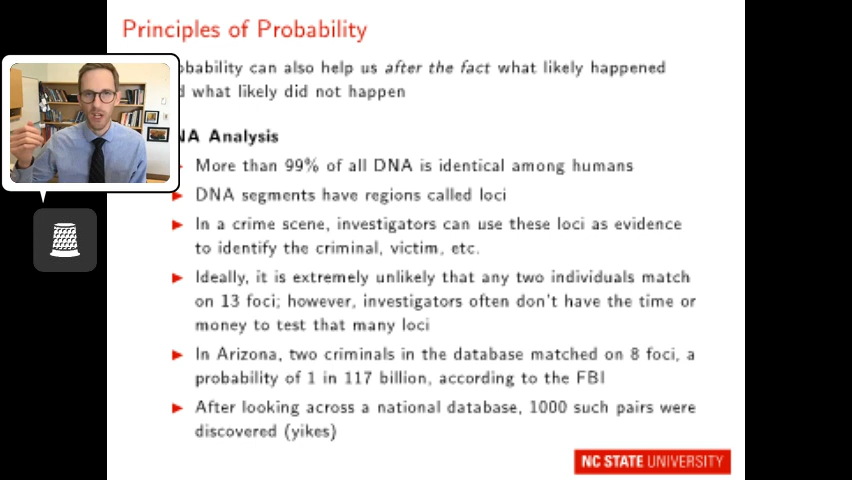 Principles of Probability
obability can also help us after the fact what likely happened
d what likely did not happen
NA Analysis
More than 99% of all DNA is identical among humans
DNA segments have regions called loci
In a crime scene, investigators can use these loci as evidence
to identify the criminal, victim, etc.
Ideally, it is extremely unlikely that any two individuals match
on 13 foci; however, investigators often don't have the time or
money to test that many loci
In Arizona, two criminals in the database matched on 8 foci, a
probability of 1 in 117 billion, according to the FBI
After looking across a national database, 1000 such pairs were
discovered (yikes)
NC STATE UNIVERSITY